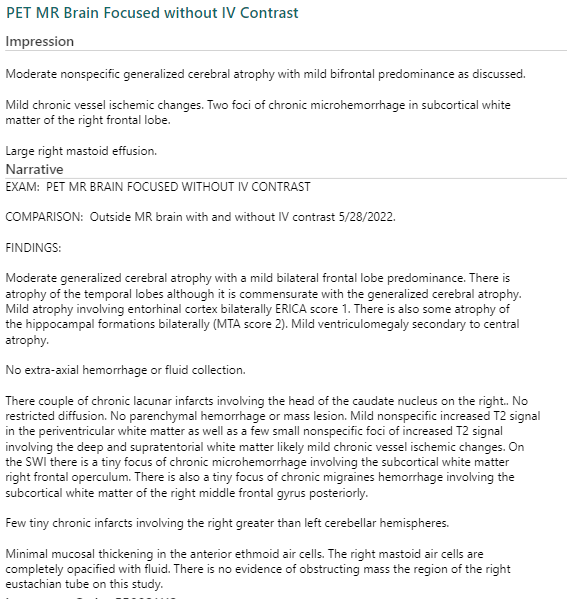 PET MR Brain Focused without IV Contrast
Impression
Moderate nonspecific generalized cerebral atrophy with mild bifrontal predominance as discussed.
Mild chronic vessel ischemic changes. Two foci of chronic microhemorrhage in subcortical white
matter of the right frontal lobe.
Large right mastoid effusion.
Narrative
EXAM: PET MR BRAIN FOCUSED WITHOUT IV CONTRAST
COMPARISON: Outside MR brain with and without IV contrast 5/28/2022.
FINDINGS:
Moderate generalized cerebral atrophy with a mild bilateral frontal lobe predominance. There is
atrophy of the temporal lobes although it is commensurate with the generalized cerebral atrophy.
Mild atrophy involving entorhinal cortex bilaterally ERICA score 1. There is also some atrophy of
the hippocampal formations bilaterally (MTA score 2). Mild ventriculomegaly secondary to central
atrophy.
No extra-axial hemorrhage or fluid collection.
There couple of chronic lacunar infarcts involving the head of the caudate nucleus on the right.. No
restricted diffusion. No parenchymal hemorrhage or mass lesion. Mild nonspecific increased T2 signal
in the periventricular white matter as well as a few small nonspecific foci of increased T2 signal
involving the deep and supratentorial white matter likely mild chronic vessel ischemic changes. On
the SWI there is a tiny focus of chronic microhemorrhage involving the subcortical white matter
right frontal operculum. There is also a tiny focus of chronic migraines hemorrhage involving the
subcortical white matter of the right middle frontal gyrus posteriorly.
Few tiny chronic infarcts involving the right greater than left cerebellar hemispheres.
Minimal mucosal thickening in the anterior ethmoid air cells. The right mastoid air cells are
completely opacified with fluid. There is no evidence of obstructing mass the region of the right
eustachian tube on this study.